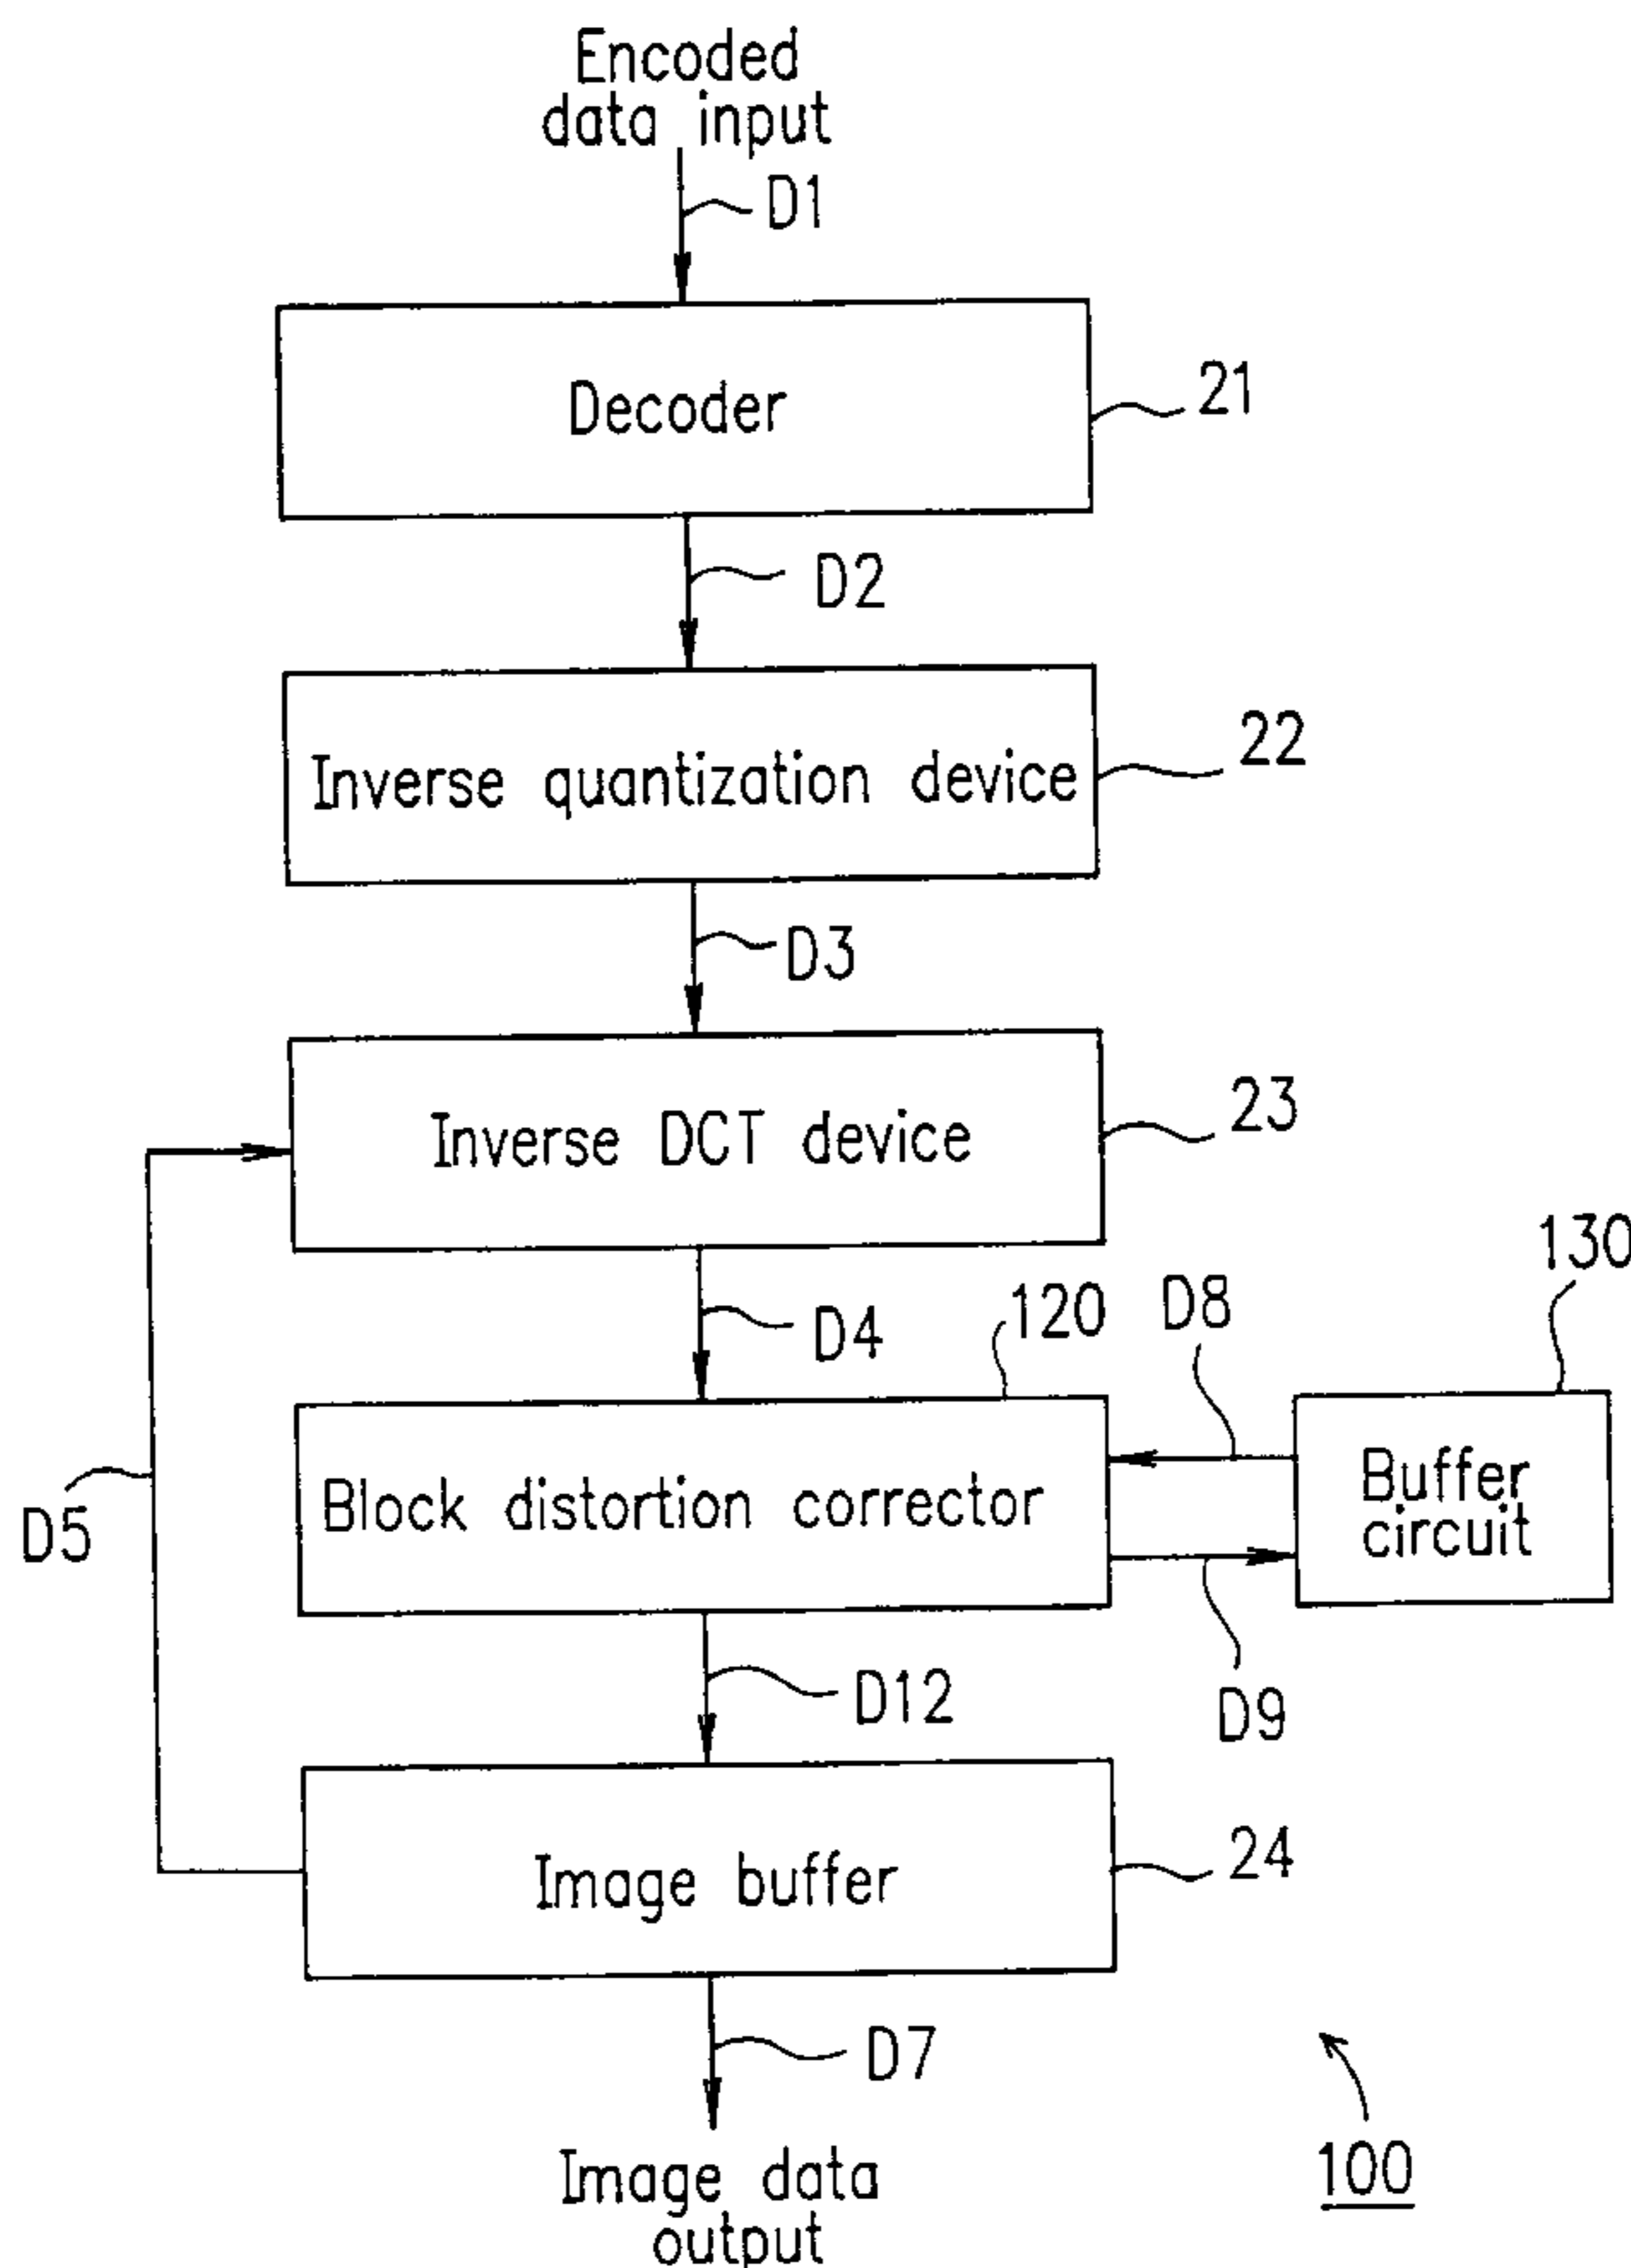 Encoded
data input
D1
Decoder
21
D2
Inverse quantization device
22
D3
Inverse DCT device
23
D4
120
D8
130
Block distortion corrector
Buffer
circuit
D5
D12
D9
Image buffer
24
D7
Image data
output
100